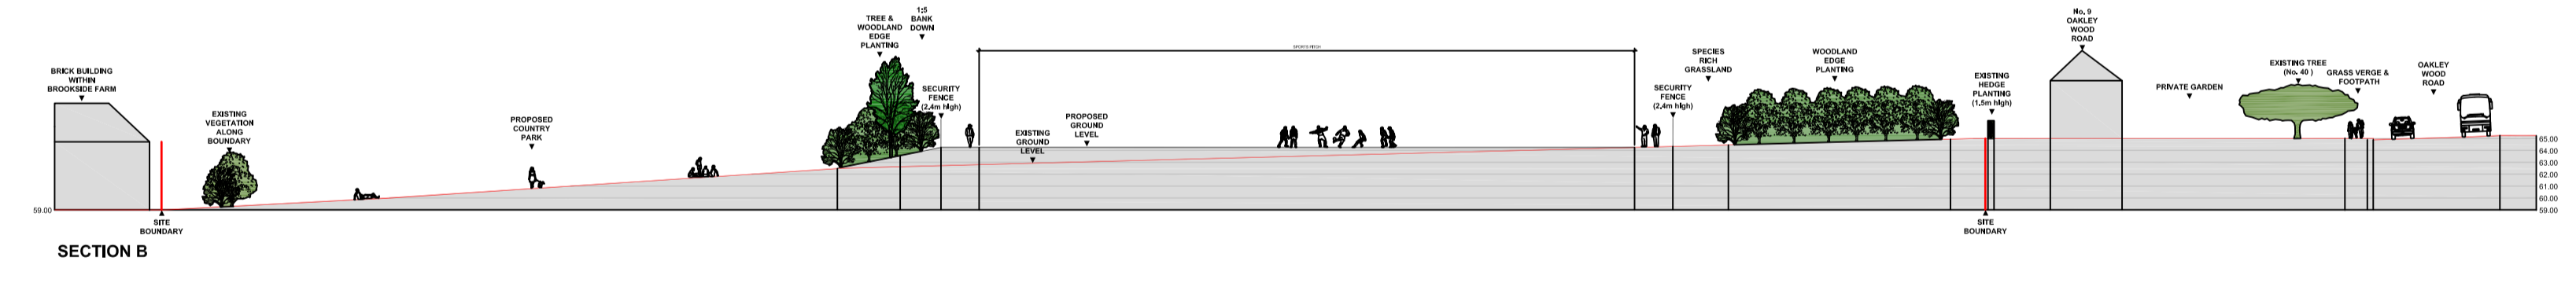 BRICK BUILDING
WITHIN
BROOKSIDE FARM
EXISTING
VEGETATION
ALONG
BOUNDARY
PROPOSED
COUNTRY
PARK
TREE &
WOODLAND
EDGE
PLANTING
1:5
BANK
DOWN
SECURITY
FENCE
(2.4m high)
EXISTING
GROUND
LEVEL
PROPOSED
GROUND
LEVEL
SPORTS PITCH
SECURITY
FENCE
(2.4m high)
SPECIES
RICH
GRASSLAND
WOODLAND
EDGE
PLANTING
EXISTING
HEDGE
PLANTING
(1.5m high)
No. 9
OAKLEY
WOOD
ROAD
PRIVATE GARDEN
EXISTING TREE
(No. 40 )
GRASS VERGE &
FOOTPATH
OAKLEY
WOOD
ROAD
65.00
64.00
63.00
62.00
61.00
60.00
59.00
59.00
SITE
BOUNDARY
SITE
BOUNDARY
SECTION B